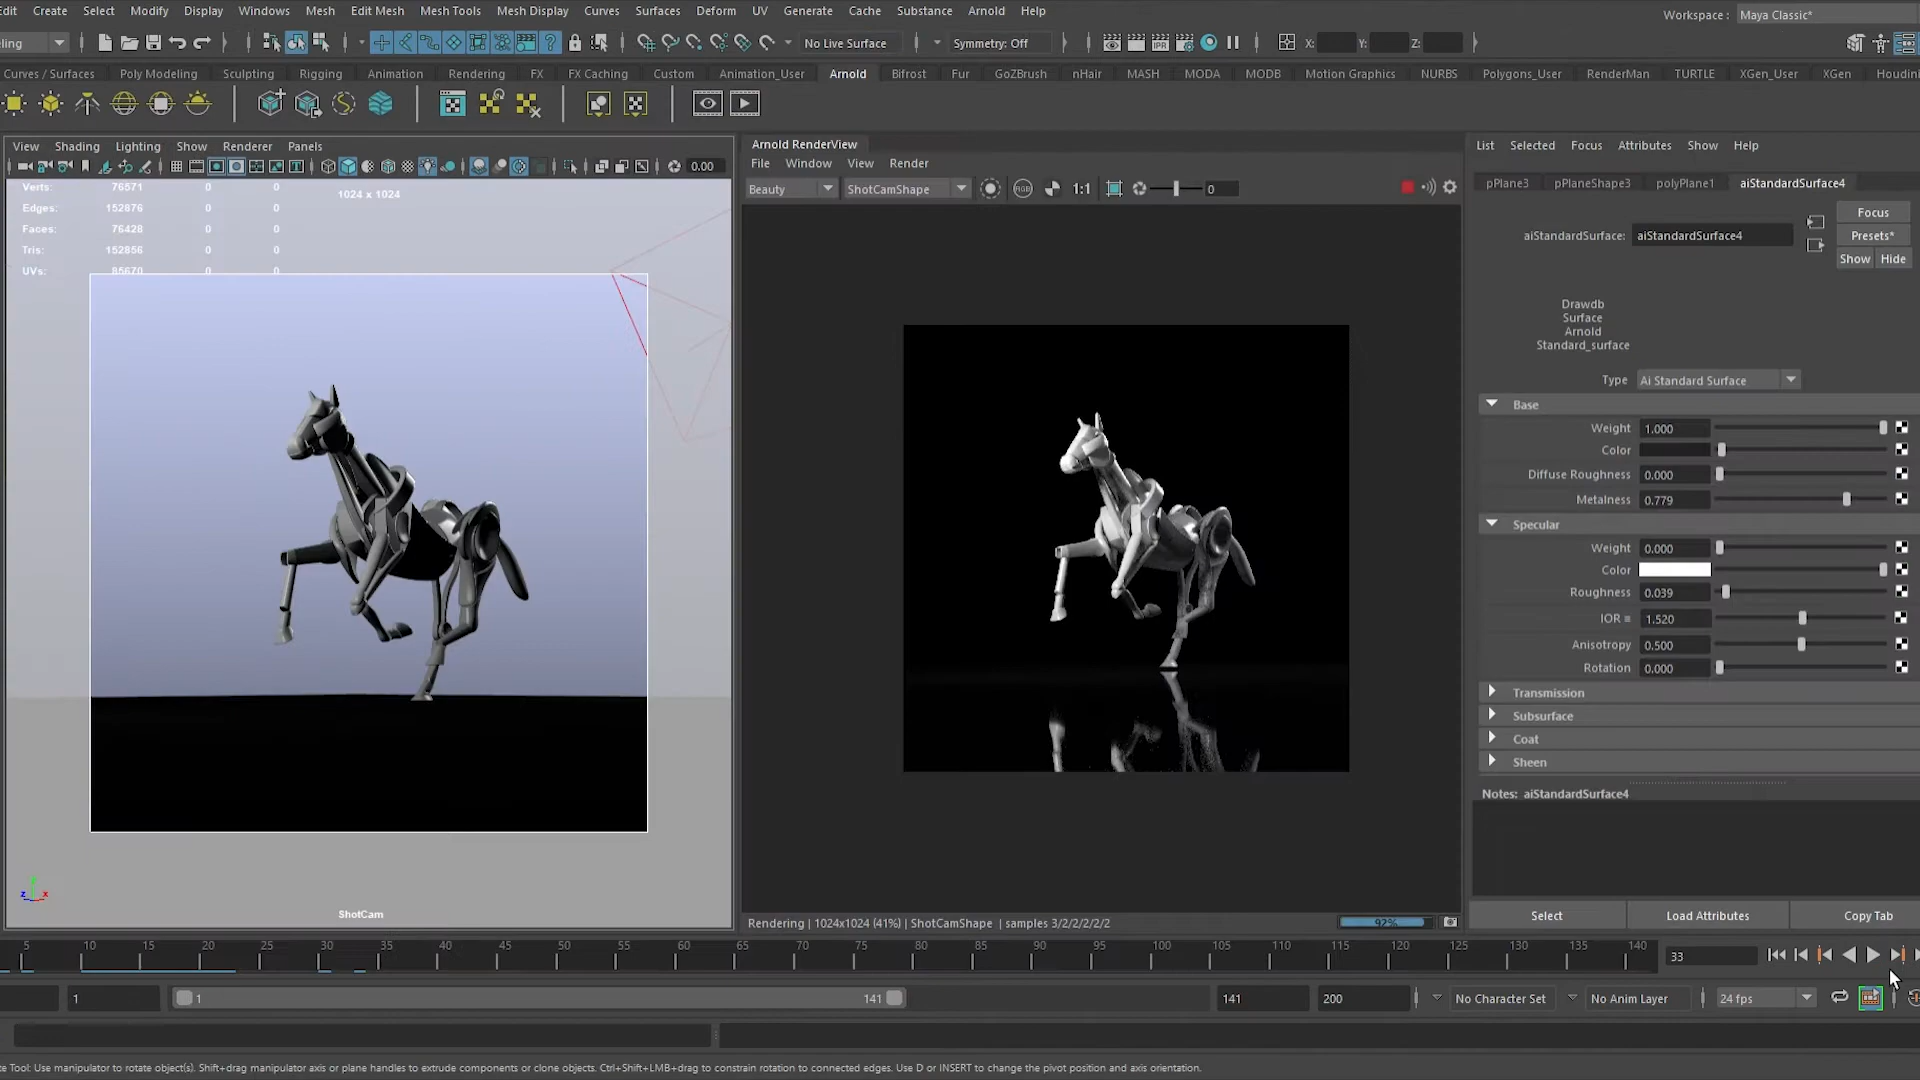 dit Create Select Modify Display Windows Mesh Edit Mesh Mesh Tools Mesh Display Curves Surfaces Deform UV Generate Cache Substance Arnold Help
Workspace : Maya Classic*
ling No Live Surface Symmetry: Off X: Y: Z:
Curves / Surfaces Poly Modeling Sculpting Rigging Animation Rendering FX FX Caching Custom Animation_User Arnold Bifrost Fur GoZBrush nHair MASH MODA MODB Motion Graphics NURBS Polygons_User RenderMan TURTLE XGen_User XGen Houdini
View Shading Lighting Show Renderer Panels
0.00
Verts: 76571 0 0
Edges: 152876 0 0
Faces: 76428 0 0
Tris: 152856 0 0
UVs: 85670 0 0
1024 x 1024
z x
ShotCam
Arnold RenderView
File Window View Render
Beauty ShotCamShape RGB 1:1 0
Rendering | 1024x1024 (41%) | ShotCamShape | samples 3/2/2/2/2/2
92%
List Selected Focus Attributes Show Help
pPlane3 pPlaneShape3 polyPlane1 aiStandardSurface4
aiStandardSurface: aiStandardSurface4
Focus
Presets*
Show Hide
Drawdb
Surface
Arnold
Standard_surface
Type Ai Standard Surface
Base
Weight 1.000
Color
Diffuse Roughness 0.000
Metalness 0.779
Specular
Weight 0.000
Color
Roughness 0.039
IOR = 1.520
Anisotropy 0.500
Rotation 0.000
Transmission
Subsurface
Coat
Sheen
Notes: aiStandardSurface4
Select Load Attributes Copy Tab
5 10 15 20 25 30 35 40 45 50 55 60 65 70 75 80 85 90 95 100 105 110 115 120 125 130 135 140 33
1 1 141 141 200 No Character Set No Anim Layer 24 fps
te Tool: Use manipulator to rotate object(s). Shift+drag manipulator axis or plane handles to extrude components or clone objects. Ctrl+Shift+LMB+drag to constrain rotation to connected edges. Use D or INSERT to change the pivot position and axis orientation.